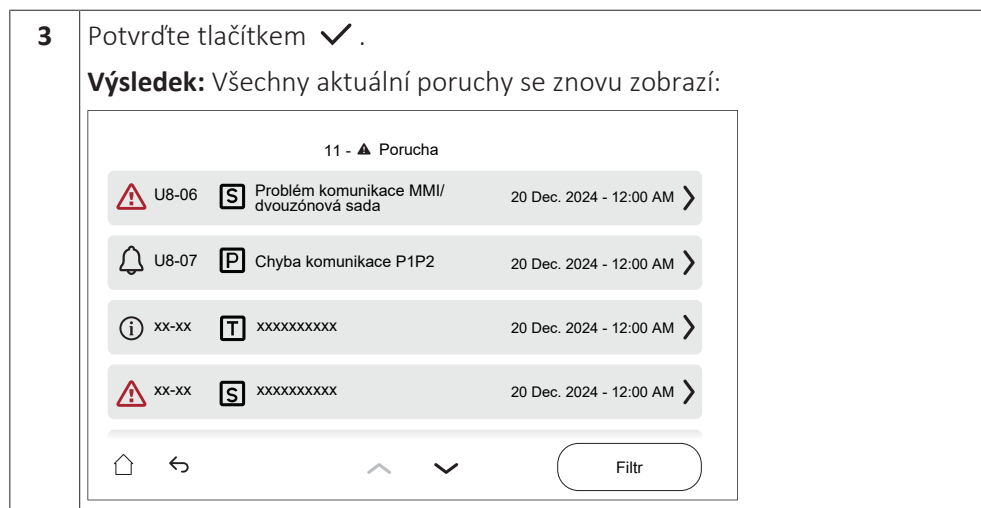 3
Potvrďte tlačítkem ✓ .
Výsledek: Všechny aktuální poruchy se znovu zobrazí:
11 - ⚠ Porucha
U8-06 S Problém komunikace MMI/
dvouzónová sada
20 Dec. 2024 - 12:00 AM
U8-07 P Chyba komunikace P1P2 20 Dec. 2024 - 12:00 AM
xx-xx T xxxxxxxxxx 20 Dec. 2024 - 12:00 AM
xx-xx S xxxxxxxxxx 20 Dec. 2024 - 12:00 AM
Filtr